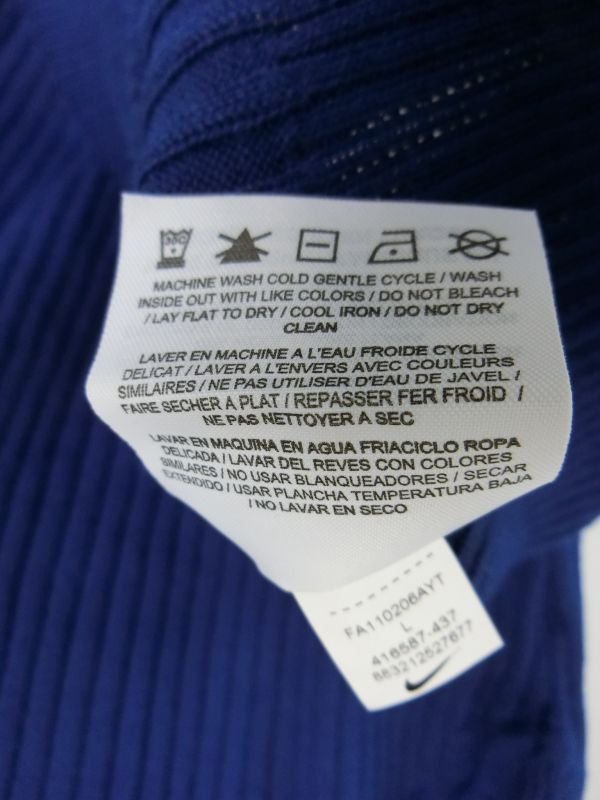 30C
MACHINE WASH COLD GENTLE CYCLE / WASH
INSIDE OUT WITH LIKE COLORS / DO NOT BLEACH
/ LAY FLAT TO DRY / COOL IRON / DO NOT DRY
CLEAN
LAVER EN MACHINE A L'EAU FROIDE CYCLE
DELICAT / LAVER A L'ENVERS AVEC COULEURS
SIMILAIRES / NE PAS UTILISER D'EAU DE JAVEL /
FAIRE SECHER A PLAT / REPASSER FER FROID /
NE PAS NETTOYER A SEC
LAVAR EN MAQUINA EN AGUA FRIACICLO ROPA
DELICADA / LAVAR DEL REVES CON COLORES
SIMILARES / NO USAR BLANQUEADORES / SECAR
EXTENDIDO / USAR PLANCHA TEMPERATURA BAJA
/ NO LAVAR EN SECO
FA110206AYT
L
416587-437
883212527677